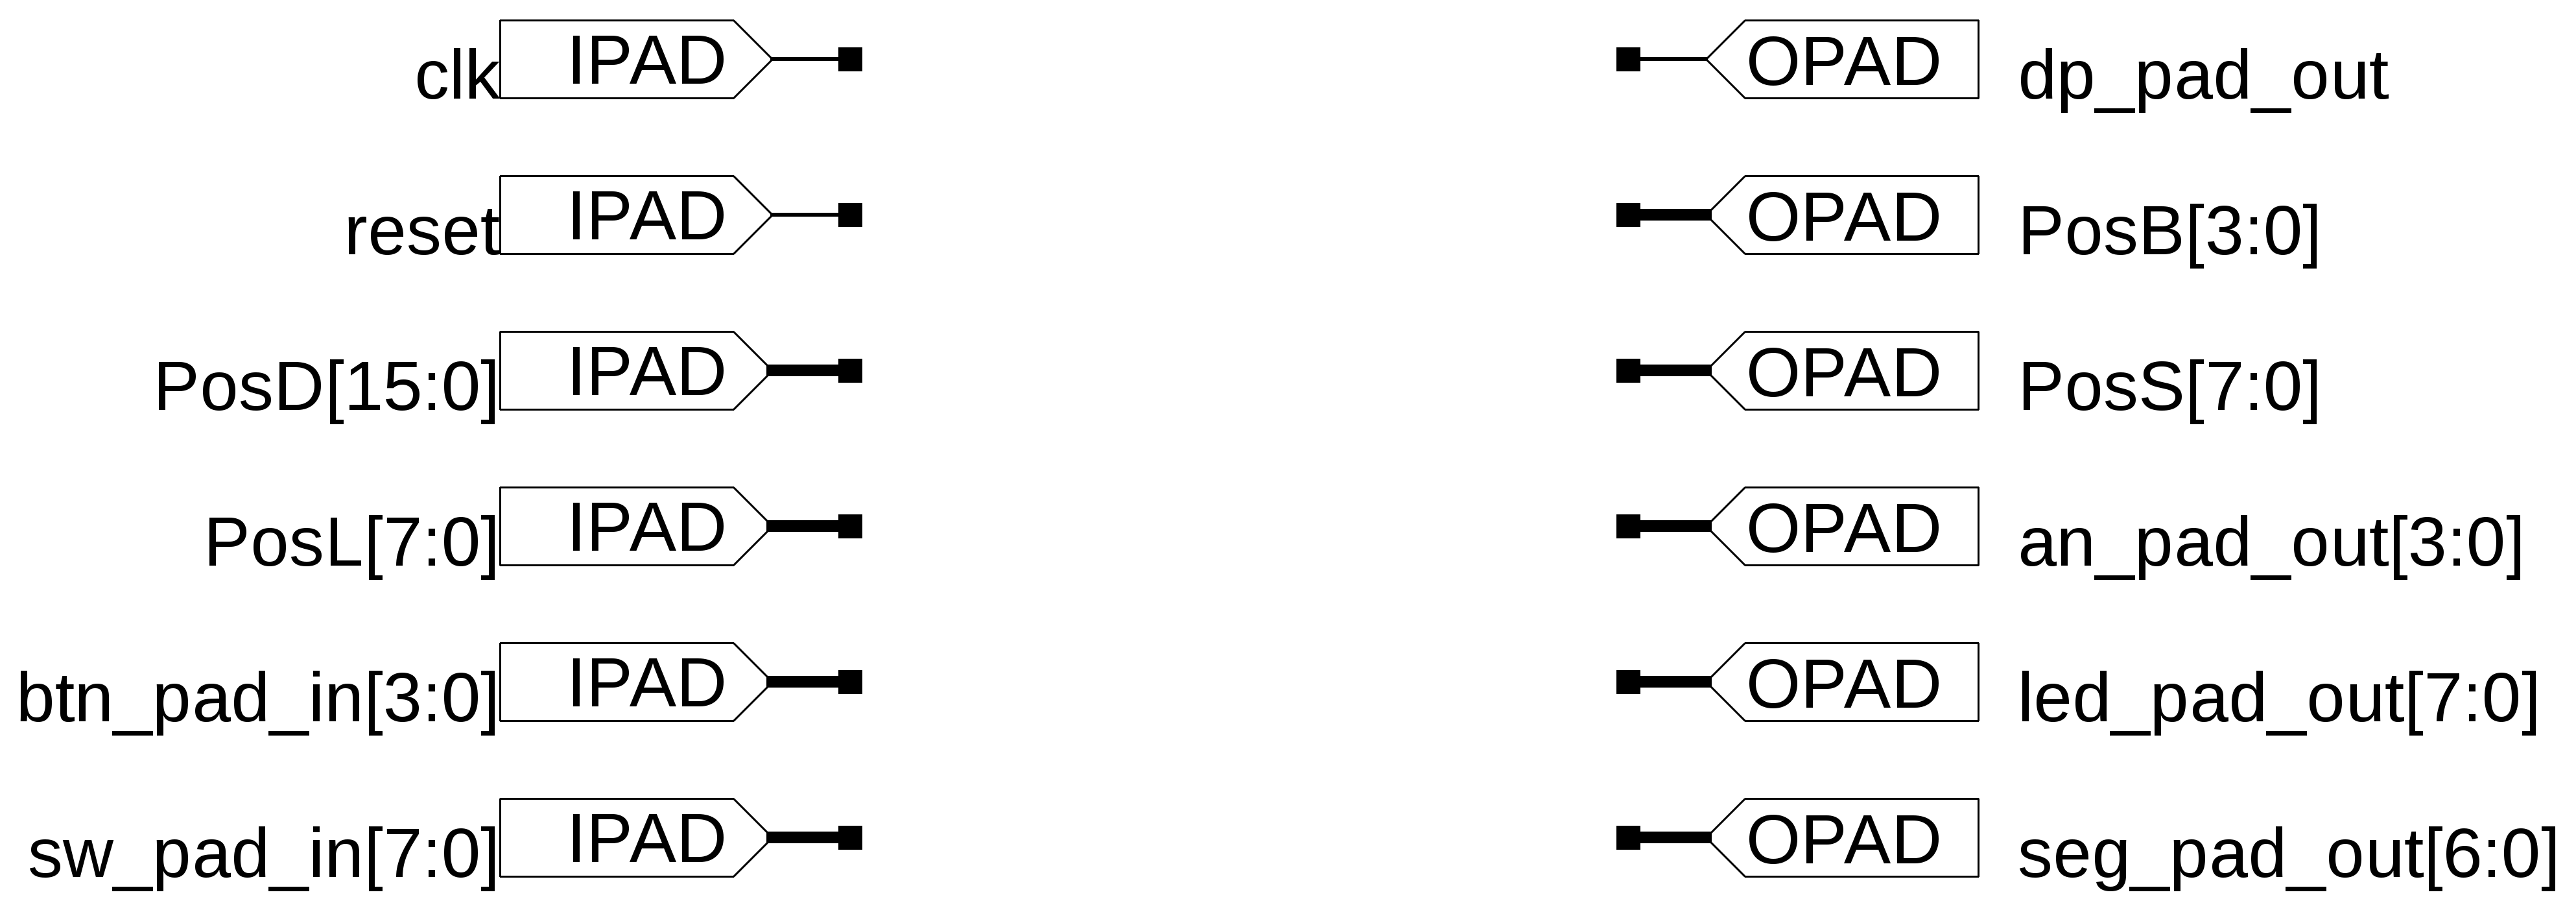 clk IPAD OPAD dp_pad_out
reset IPAD OPAD PosB[3:0]
PosD[15:0] IPAD OPAD PosS[7:0]
PosL[7:0] IPAD OPAD an_pad_out[3:0]
btn_pad_in[3:0] IPAD OPAD led_pad_out[7:0]
sw_pad_in[7:0] IPAD OPAD seg_pad_out[6:0]